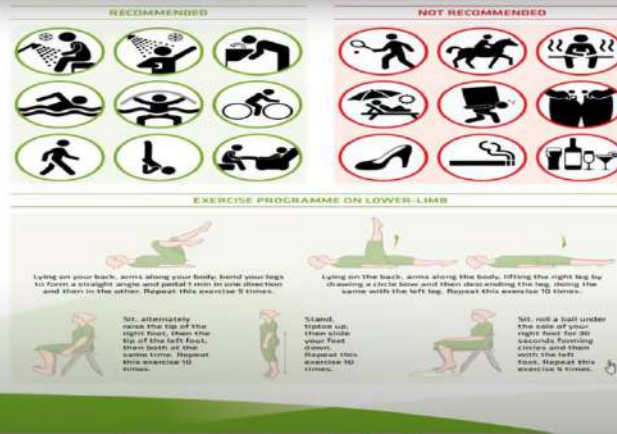 RECOMMENDED
NOT RECOMMENDED
EXERCISE PROGRAMME ON LOWER-LIMB
Lying on your back, arms along your body, bend your legs
to form a straight angle and pedal 1 min in one direction
and then in the other. Repeat this exercise 5 times.
Lying on the back, arms along the body, lifting the right leg by
drawing a circle bow and then descending the leg, doing the
same with the left leg. Repeat this exercise 10 times.
Sit, alternately
raise the tip of the
right foot, then the
tip of the left foot,
then both at the
same time. Repeat
this exercise 10
times.
Stand,
tiptoe up,
then slide
your feet
down.
Repeat this
exercise 10
times.
Sit, roll a ball under
the sole of your
right foot for 30
seconds forming
circles and then
with the left
foot. Repeat this
exercise 5 times.